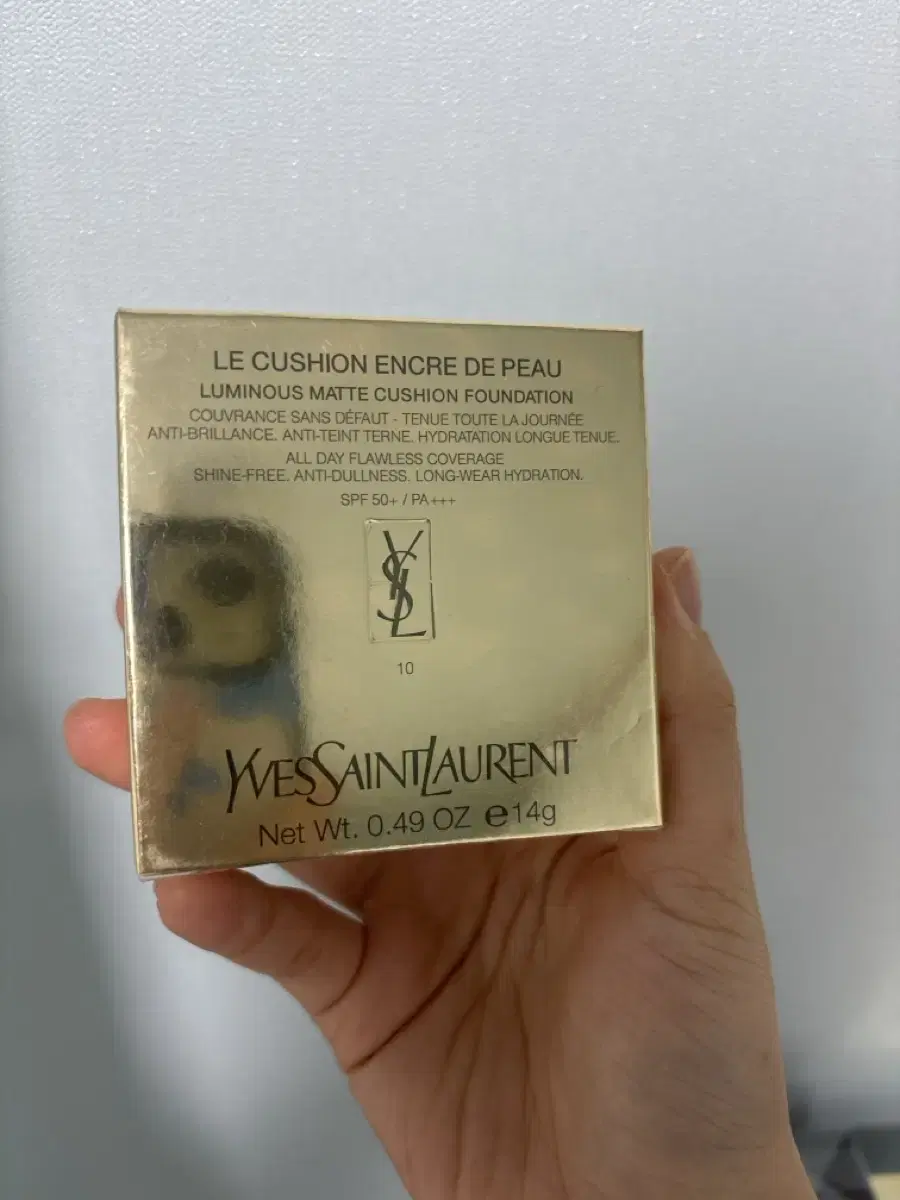 LE CUSHION ENCRE DE PEAU
LUMINOUS MATTE CUSHION FOUNDATION
COUVRANCE SANS DÉFAUT - TENUE TOUTE LA JOURNÉE
ANTI-BRILLANCE. ANTI-TEINT TERNE. HYDRATATION LONGUE TENUE.
ALL DAY FLAWLESS COVERAGE
SHINE-FREE. ANTI-DULLNESS. LONG-WEAR HYDRATION.
SPF 50+ / PA+++
YSL
10
YVESSAINTLAURENT
Net Wt. 0.49 OZ e14g